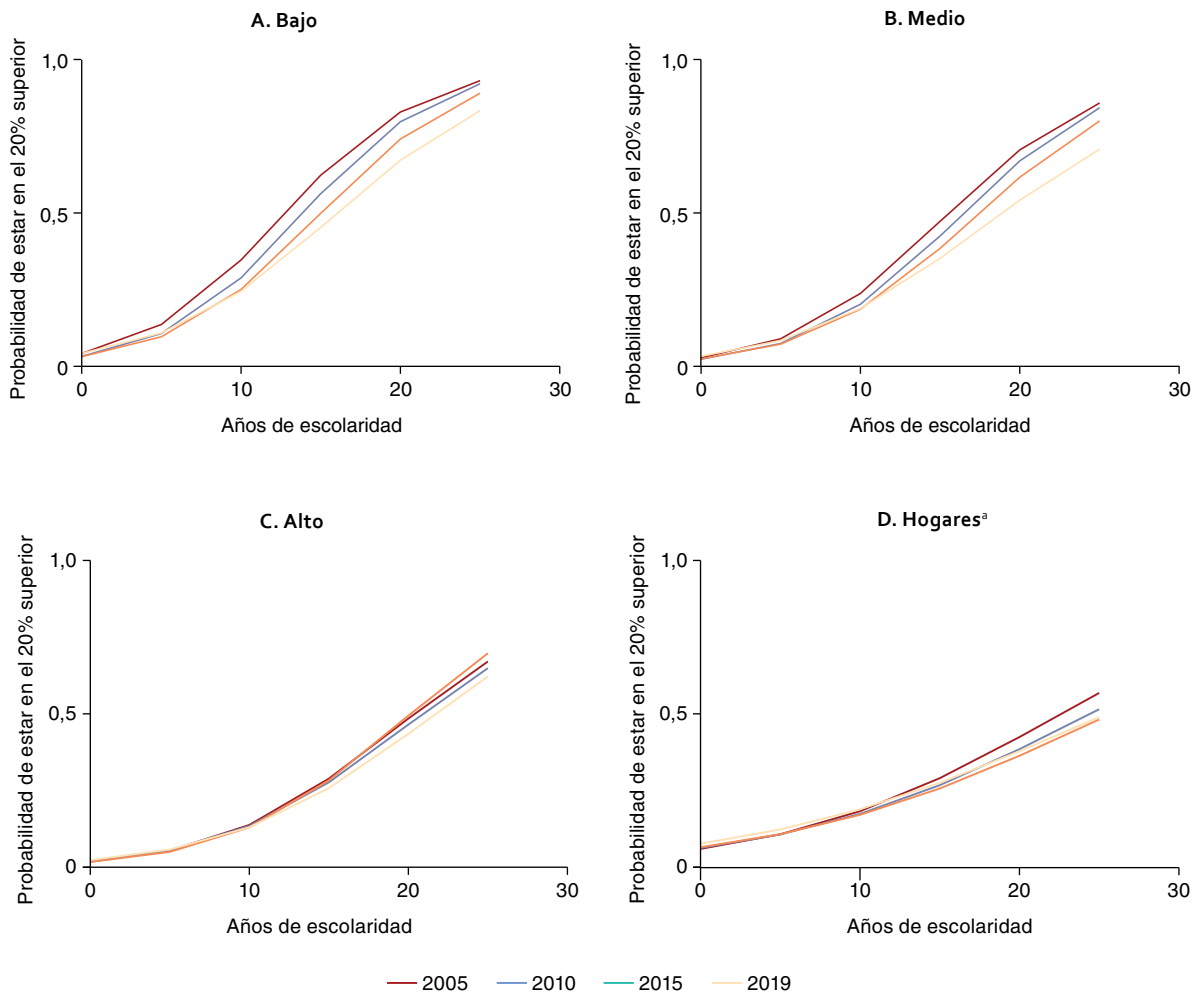 A. Bajo
Probabilidad de estar en el 20% superior
1,0
0,5
0
0
10
20
30
Años de escolaridad
B. Medio
Probabilidad de estar en el 20% superior
1,0
0,5
0
0
10
20
30
Años de escolaridad
C. Alto
Probabilidad de estar en el 20% superior
1,0
0,5
0
0
10
20
30
Años de escolaridad
D. Hogaresᵃ
Probabilidad de estar en el 20% superior
1,0
0,5
0
0
10
20
30
Años de escolaridad
2005 2010 2015 2019